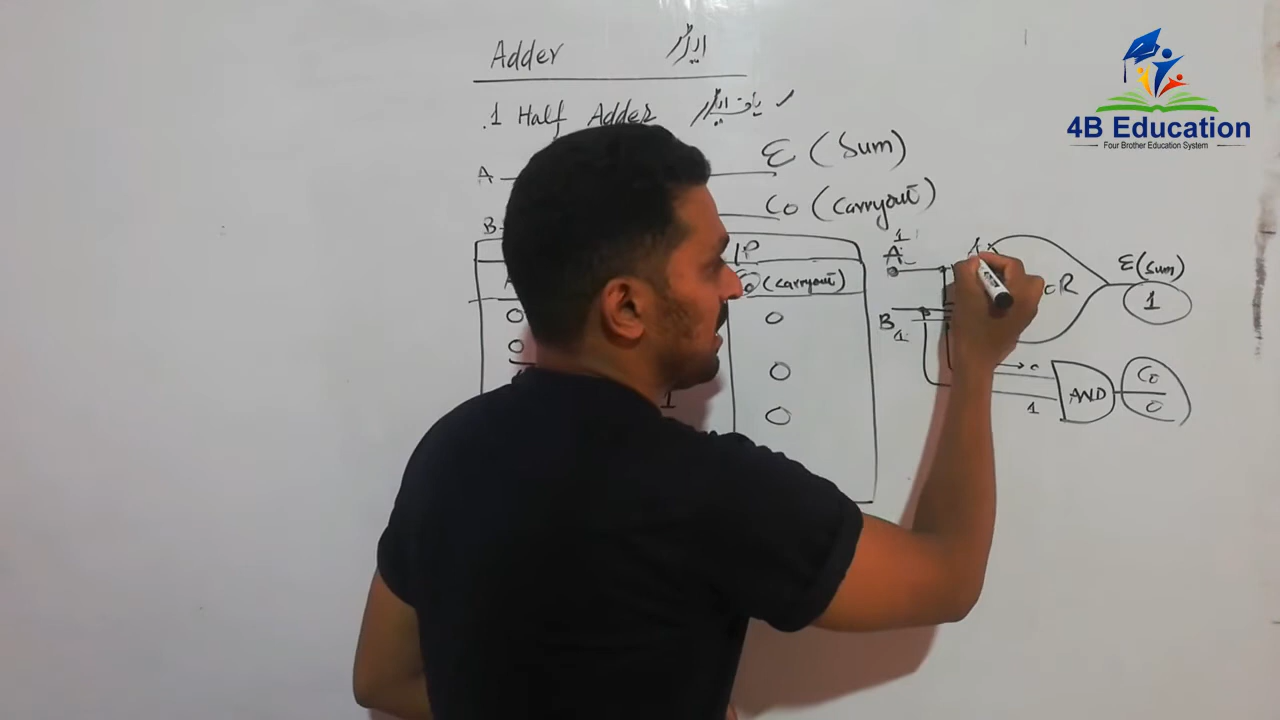 Adder ایڈر
.1 Half Adder ہاف ایڈر ✓
A Ɛ (Sum)
B Co (Carryout)
P
(Carryout)
0 0
0 0
1 0
1
A
B
1
1
OR
Ɛ(Sum)
1
0
1
AND
Co
0
4B Education
Four Brother Education System